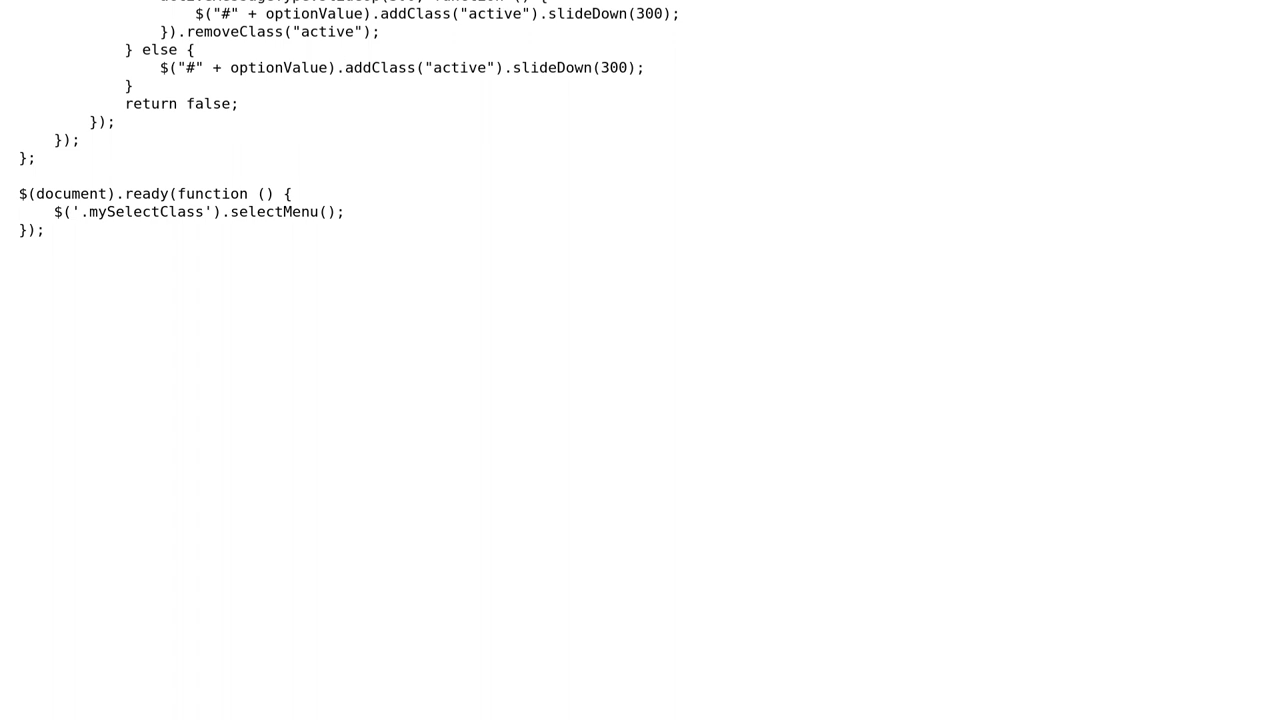 $("#" + optionValue).addClass("active").slideDown(300);
}).removeClass("active");
} else {
$("#" + optionValue).addClass("active").slideDown(300);
}
return false;
});
});
};
$(document).ready(function () {
$('.mySelectClass').selectMenu();
});